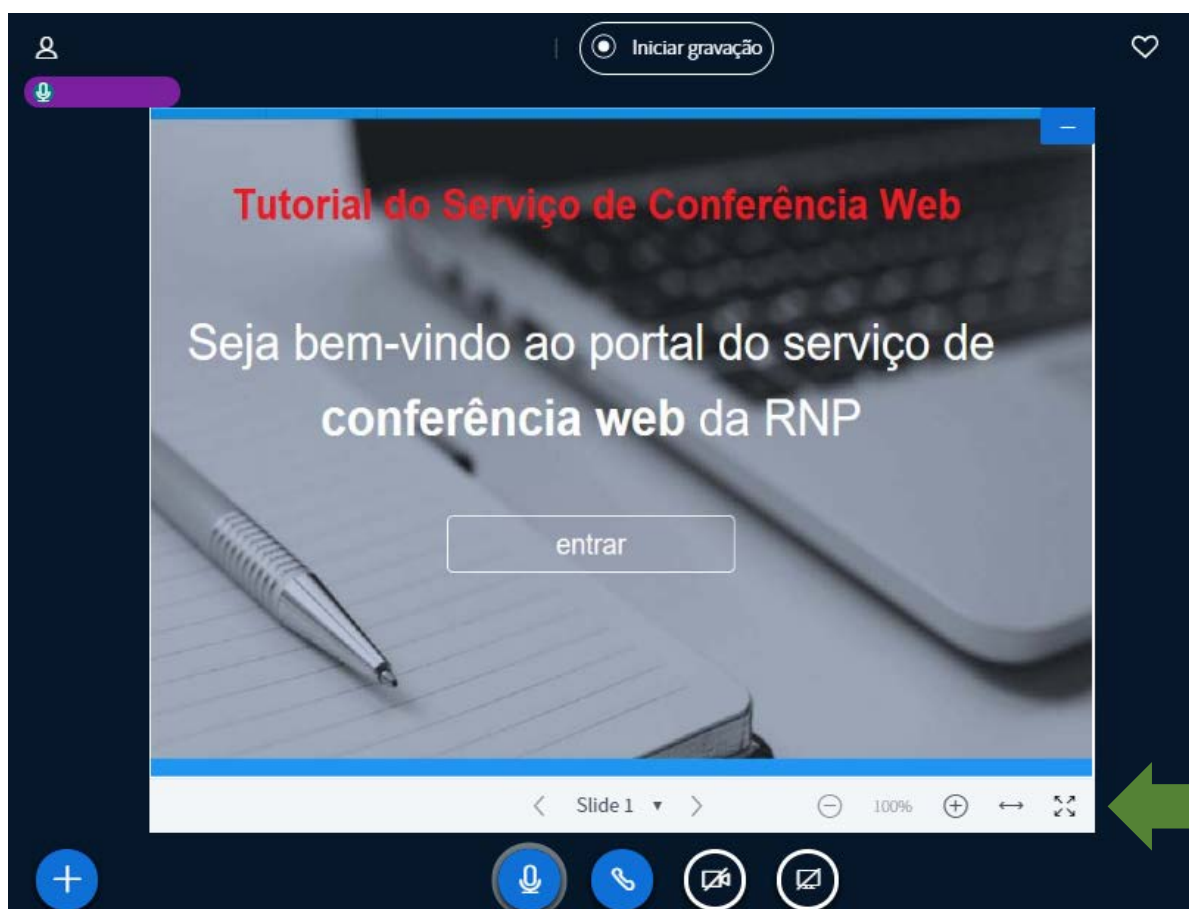 Iniciar gravação
Tutorial do Serviço de Conferência Web
Seja bem-vindo ao portal do serviço de
conferência web da RNP
entrar
Slide 1
100%